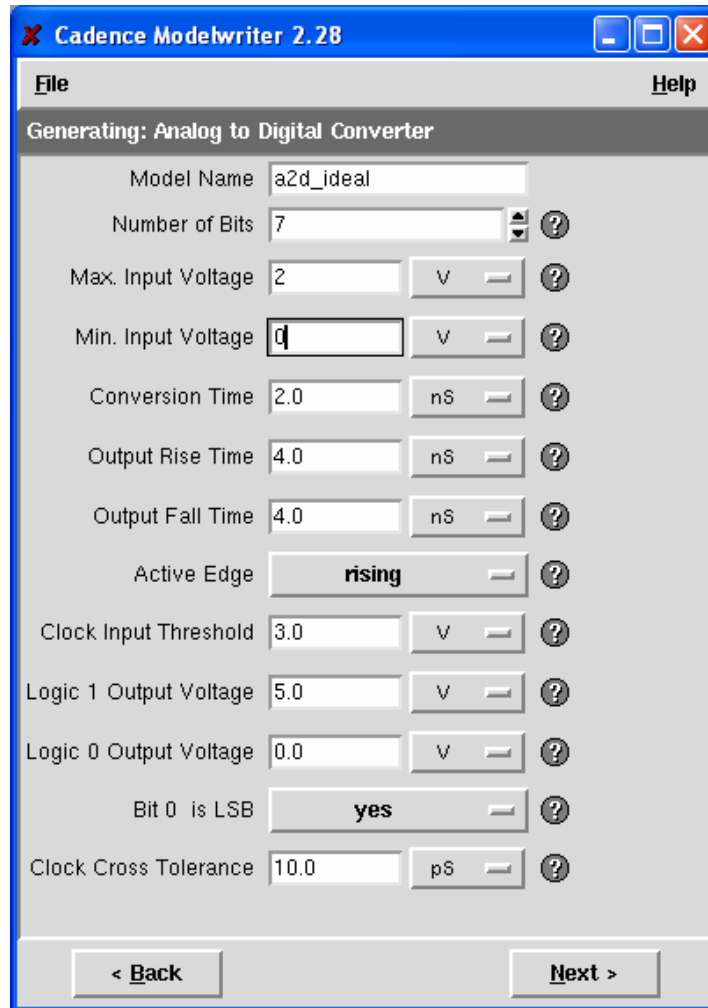 Cadence Modelwriter 2.28
File Help
Generating: Analog to Digital Converter
Model Name a2d_ideal
Number of Bits 7 ?
Max. Input Voltage 2 V ?
Min. Input Voltage 0 V ?
Conversion Time 2.0 nS ?
Output Rise Time 4.0 nS ?
Output Fall Time 4.0 nS ?
Active Edge rising ?
Clock Input Threshold 3.0 V ?
Logic 1 Output Voltage 5.0 V ?
Logic 0 Output Voltage 0.0 V ?
Bit 0 is LSB yes ?
Clock Cross Tolerance 10.0 pS ?
< Back Next >